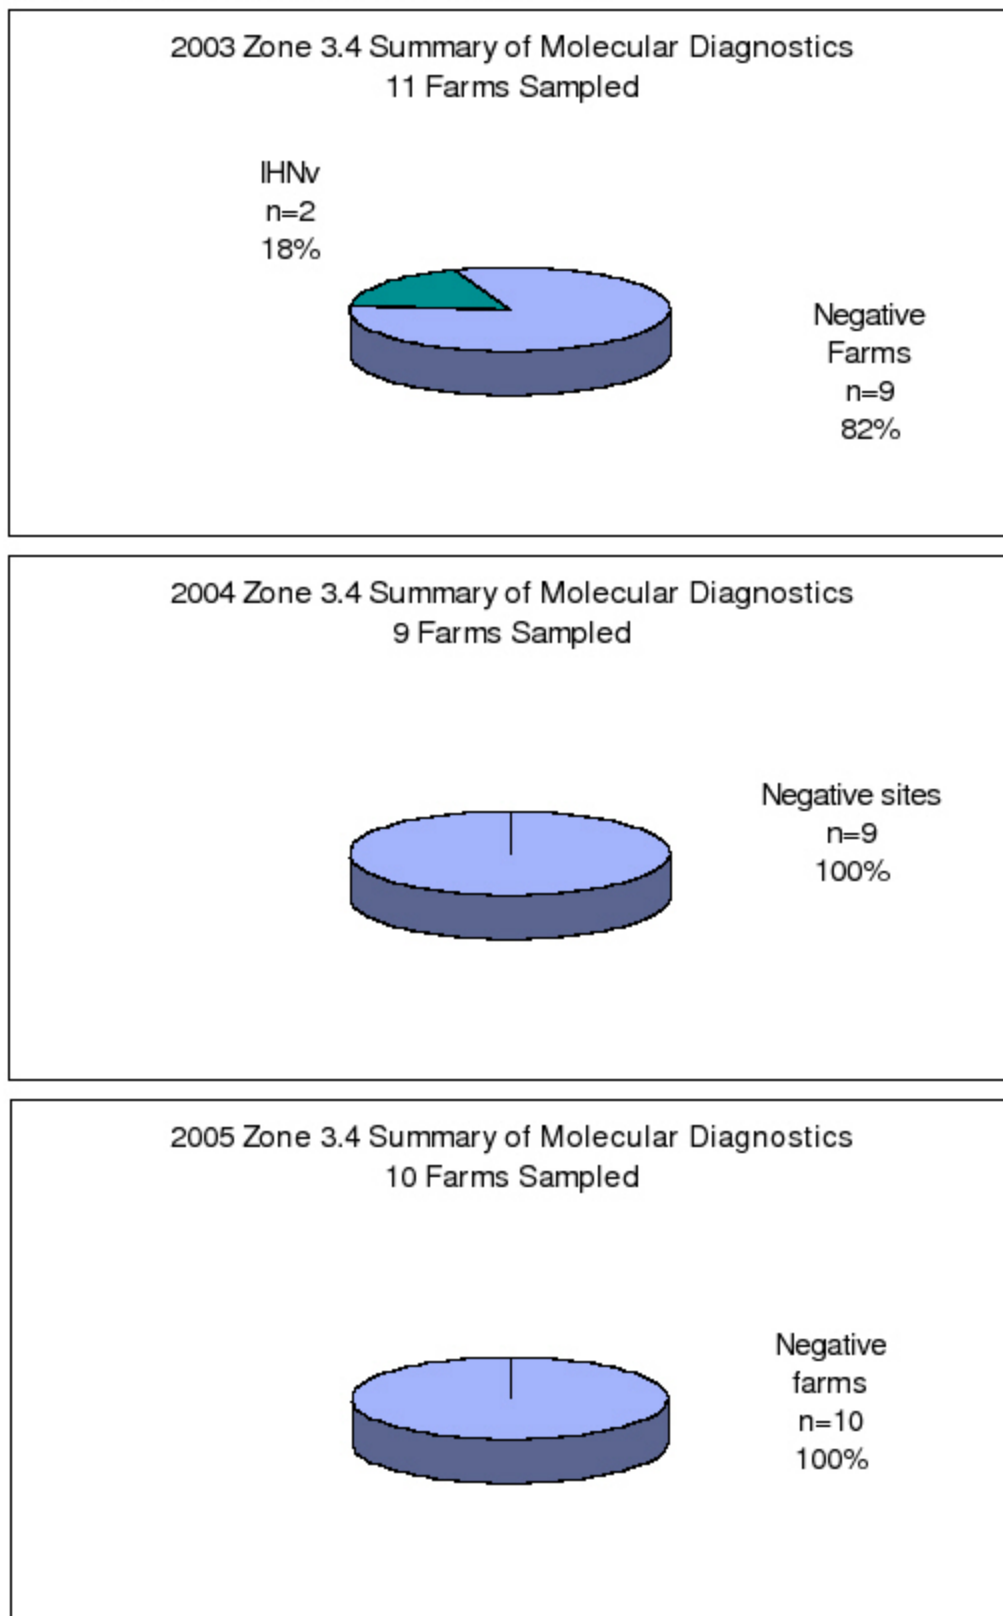 2003 Zone 3.4 Summary of Molecular Diagnostics
11 Farms Sampled
IHNv
n=2
18%
Negative
Farms
n=9
82%
2004 Zone 3.4 Summary of Molecular Diagnostics
9 Farms Sampled
Negative sites
n=9
100%
2005 Zone 3.4 Summary of Molecular Diagnostics
10 Farms Sampled
Negative
farms
n=10
100%